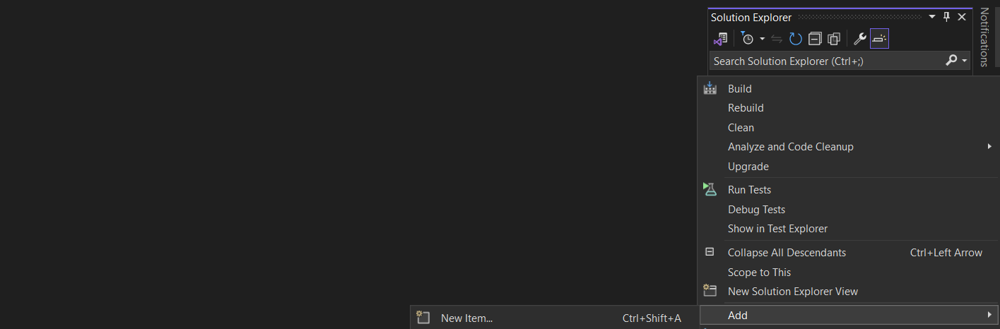 Solution Explorer
Notifications
Search Solution Explorer (Ctrl+;)
Build
Rebuild
Clean
Analyze and Code Cleanup
Upgrade
Run Tests
Debug Tests
Show in Test Explorer
Collapse All Descendants Ctrl+Left Arrow
Scope to This
New Solution Explorer View
Add
New Item... Ctrl+Shift+A